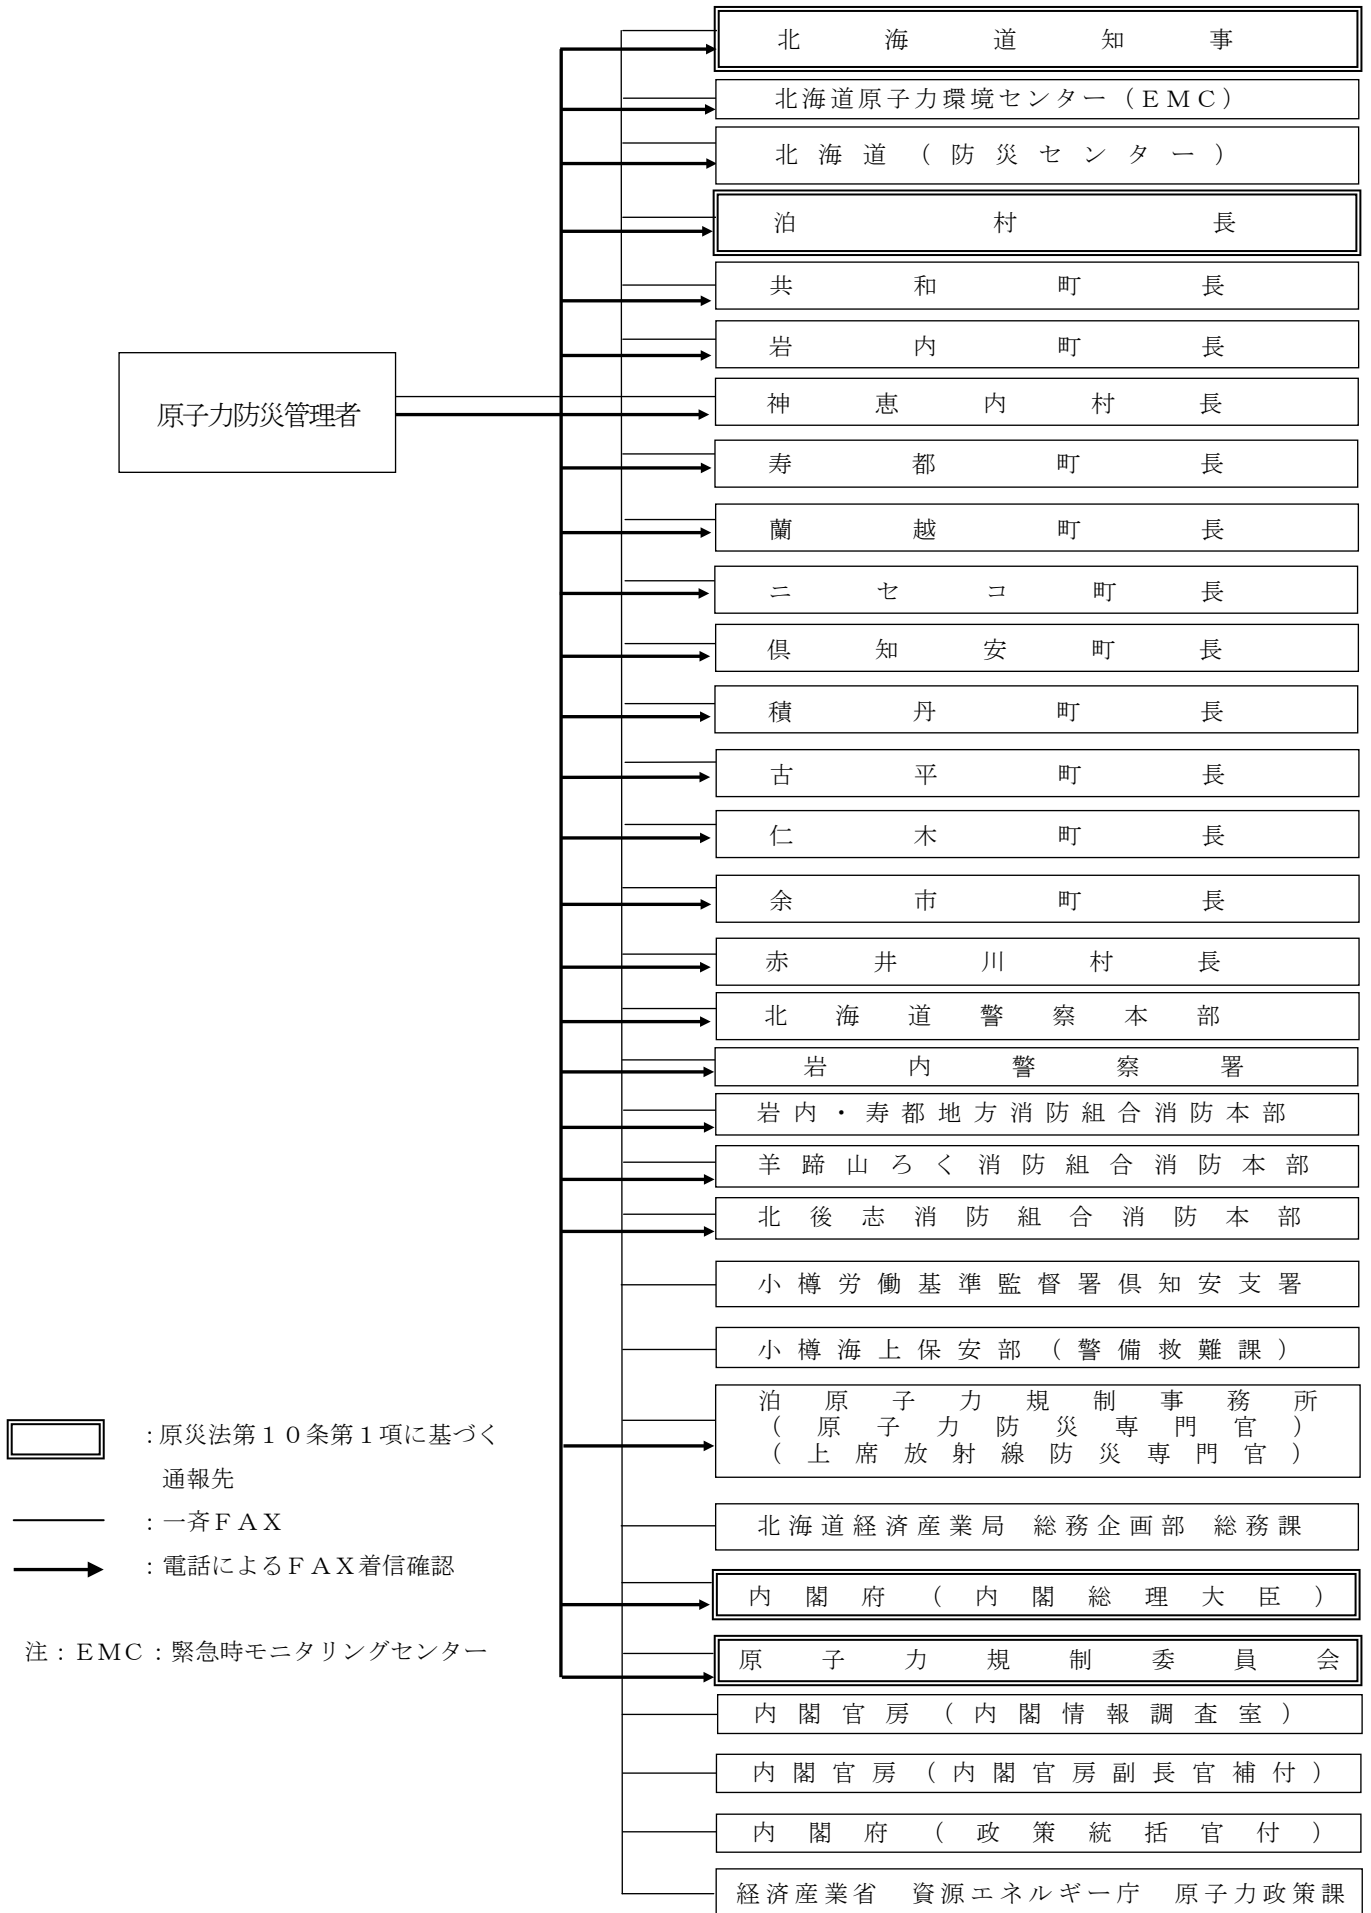 北海道知事
北海道原子力環境センター（ＥＭＣ）
北海道（防災センター）
泊村長
共和町長
岩内町長
原子力防災管理者
神恵内村長
寿都町長
蘭越町長
ニセコ町長
倶知安町長
積丹町長
古平町長
仁木町長
余市町長
赤井川村長
北海道警察本部
岩内警察署
岩内・寿都地方消防組合消防本部
羊蹄山ろく消防組合消防本部
北後志消防組合消防本部
小樽労働基準監督署倶知安支署
小樽海上保安部（警備救難課）
泊原子力規制事務所
（原子力防災専門官）
（上席放射線防災専門官）
北海道経済産業局　総務企画部　総務課
内閣府（内閣総理大臣）
原子力規制委員会
内閣官房（内閣情報調査室）
内閣官房（内閣官房副長官補付）
内閣府（政策統括官付）
経済産業省　資源エネルギー庁　原子力政策課
：原災法第１０条第１項に基づく
通報先
：一斉ＦＡＸ
：電話によるＦＡＸ着信確認
注：ＥＭＣ：緊急時モニタリングセンター